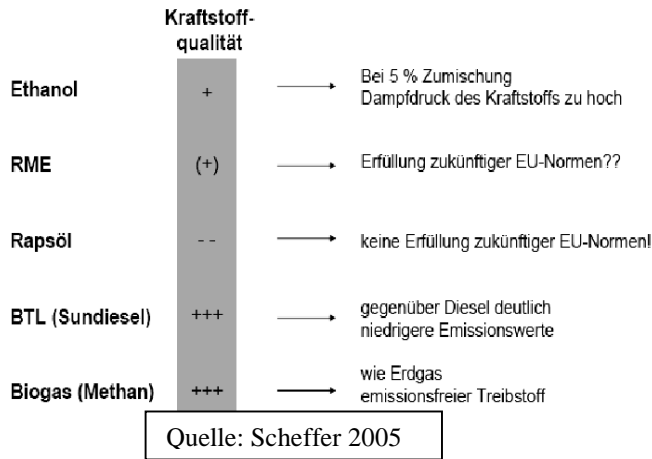 Kraftstoff-
qualität
Ethanol + Bei 5 % Zumischung
Dampfdruck des Kraftstoffs zu hoch
RME (+) Erfüllung zukünftiger EU-Normen??
Rapsöl - - keine Erfüllung zukünftiger EU-Normen!
BTL (Sundiesel) +++ gegenüber Diesel deutlich
niedrigere Emissionswerte
Biogas (Methan) +++ wie Erdgas
emissionsfreier Treibstoff
Quelle: Scheffer 2005